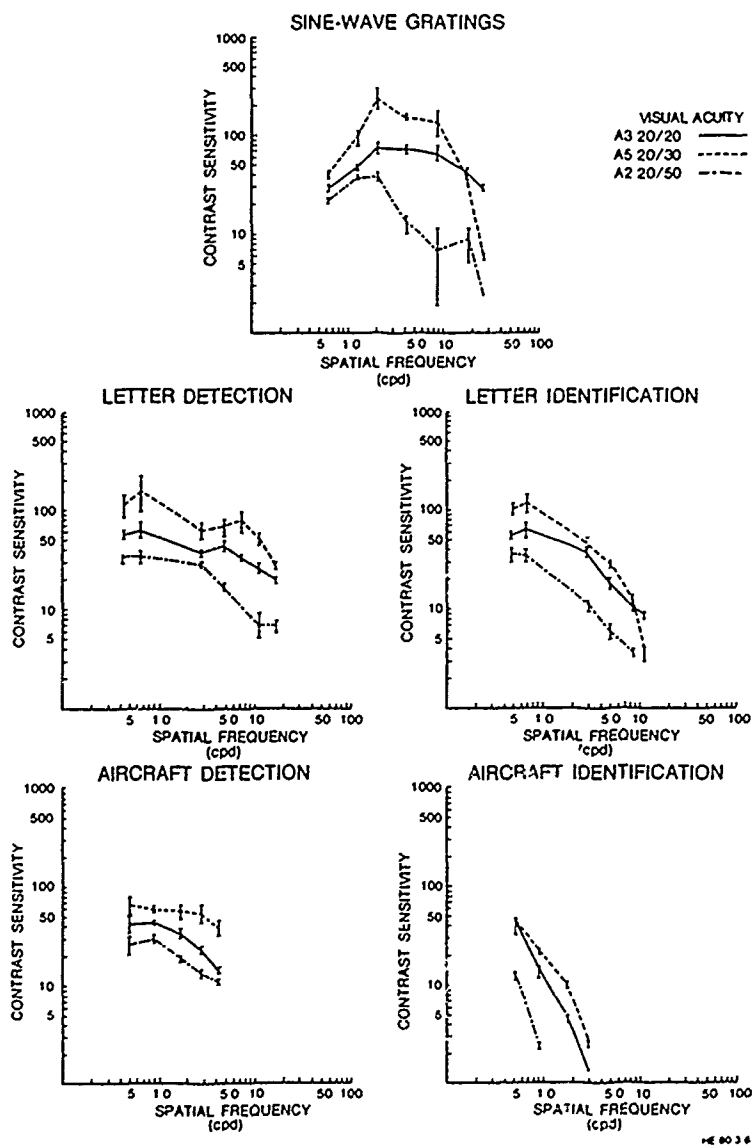 SINE-WAVE GRATINGS
1000
500
100
50
10
5
CONTRAST SENSITIVITY
5 10 50 10 50 100
SPATIAL FREQUENCY
(cpd)
VISUAL ACUITY
A3 20/20
A5 20/30
A2 20/50
LETTER DETECTION
1000
500
100
50
10
5
CONTRAST SENSITIVITY
5 10 50 10 50 100
SPATIAL FREQUENCY
(cpd)
LETTER IDENTIFICATION
1000
500
100
50
10
5
CONTRAST SENSITIVITY
5 10 50 10 50 100
SPATIAL FREQUENCY
(cpd)
AIRCRAFT DETECTION
1000
500
100
50
10
5
CONTRAST SENSITIVITY
5 10 50 10 50 100
SPATIAL FREQUENCY
(cpd)
AIRCRAFT IDENTIFICATION
1000
500
100
50
10
5
CONTRAST SENSITIVITY
5 10 50 10 50 100
SPATIAL FREQUENCY
(cpd)